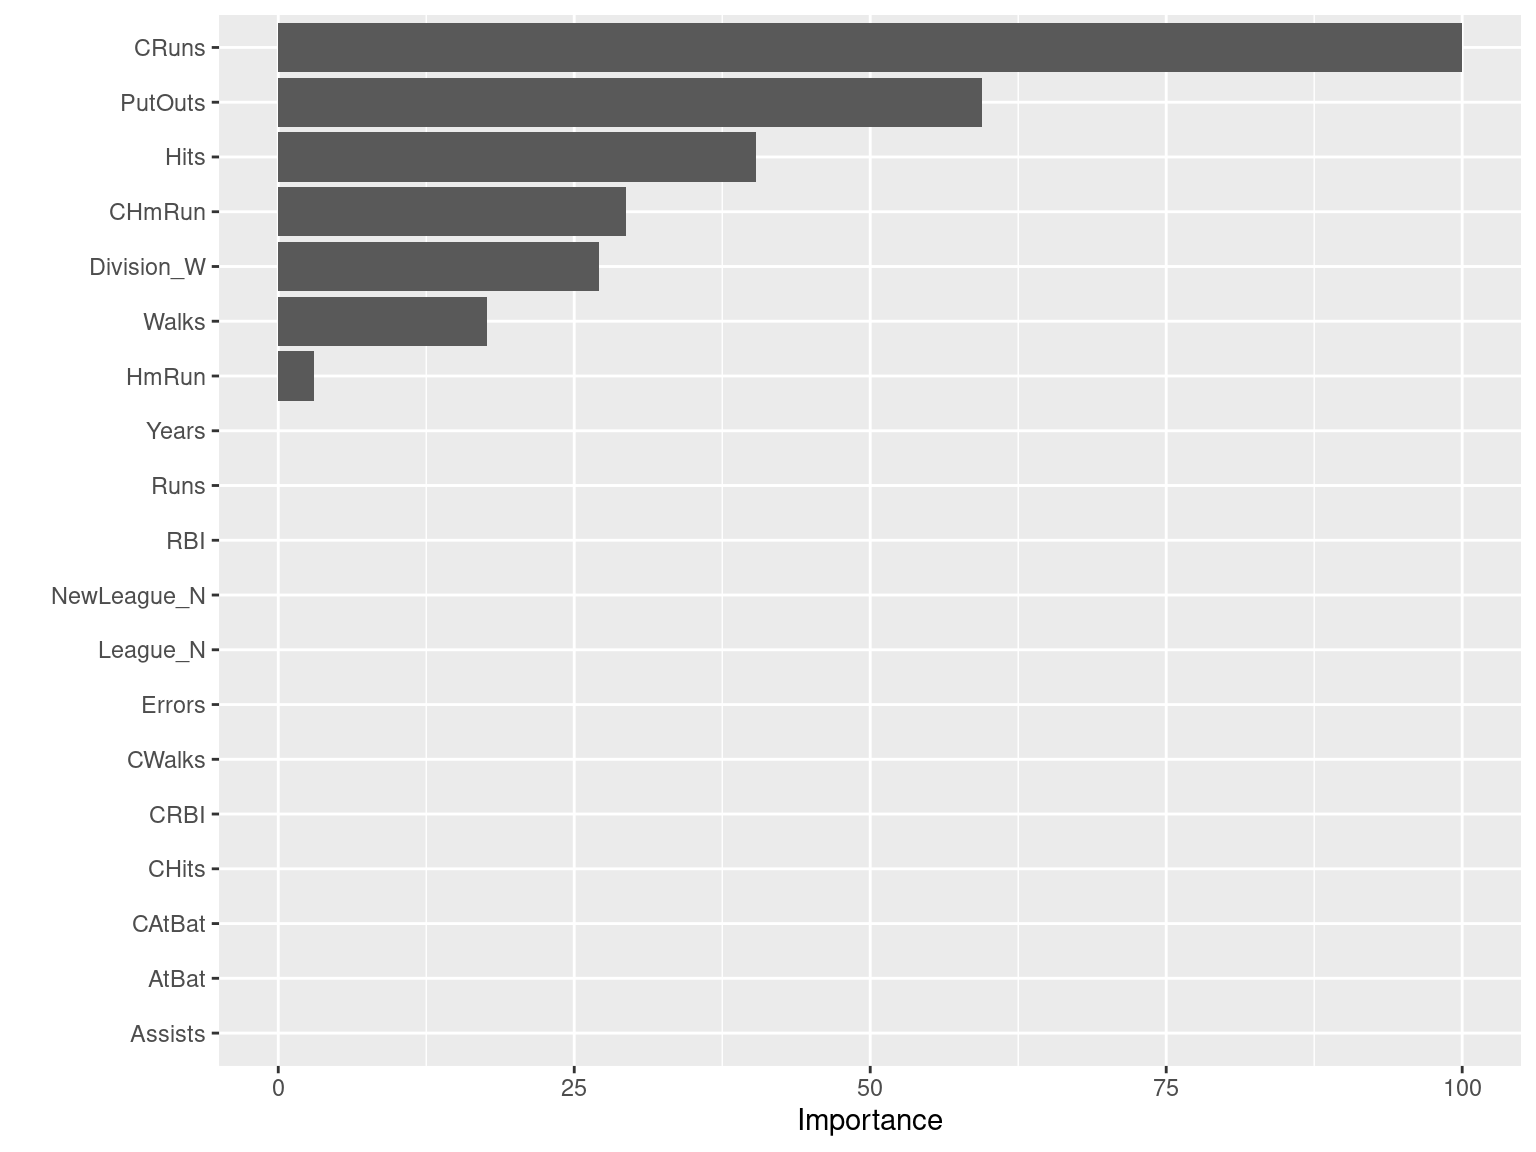 CRuns
PutOuts
Hits
CHmRun
Division_W
Walks
HmRun
Years
Runs
RBI
NewLeague_N
League_N
Errors
CWalks
CRBI
CHits
CAtBat
AtBat
Assists
0 25 50 75 100
Importance